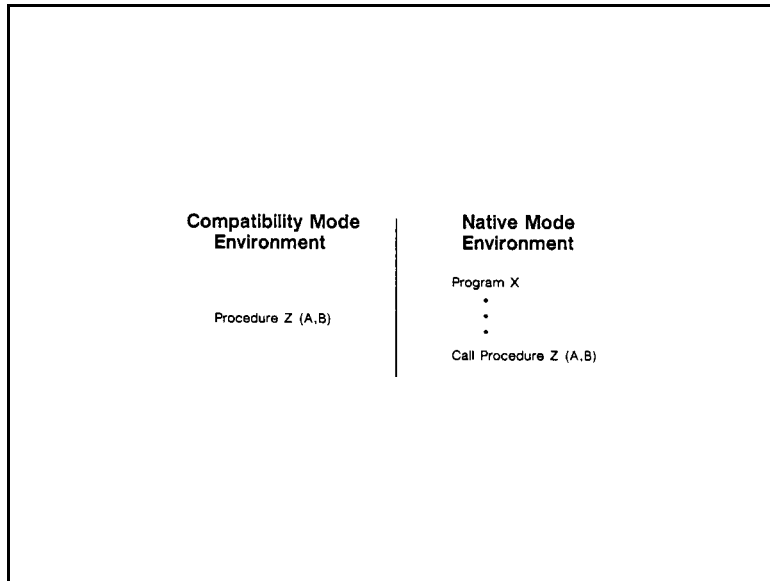 Compatibility Mode
Environment
Procedure Z (A,B)
Native Mode
Environment
Program X
Call Procedure Z (A,B)